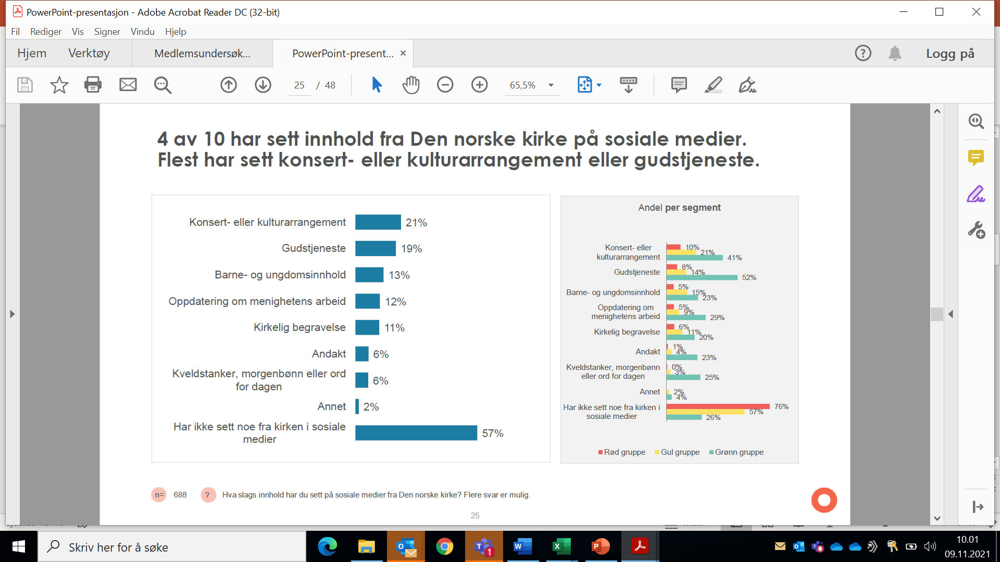 PowerPoint-presentasjon - Adobe Acrobat Reader DC (32-bit)
Fil Rediger Vis Signer Vindu Hjelp
Hjem Verktøy Medlemsundersøk... PowerPoint-present... Logg på
25 / 48 65,5%
4 av 10 har sett innhold fra Den norske kirke på sosiale medier.
Flest har sett konsert- eller kulturarrangement eller gudstjeneste.
Konsert- eller kulturarrangement 21%
Gudstjeneste 19%
Barne- og ungdomsinnhold 13%
Oppdatering om menighetens arbeid 12%
Kirkelig begravelse 11%
Andakt 6%
Kveldstanker, morgenbønn eller ord
for dagen 6%
Annet 2%
Har ikke sett noe fra kirken i sosiale
medier 57%
Andel per segment
Konsert- eller
kulturarrangement
10%
21%
41%
Gudstjeneste
8%
14%
52%
Barne- og ungdomsinnhold
5%
15%
23%
Oppdatering om
menighetens arbeid
5%
9%
29%
Kirkelig begravelse
6%
11%
20%
Andakt
1%
4%
23%
Kveldstanker, morgenbønn
eller ord for dagen
0%
3%
25%
Annet
2%
4%
Har ikke sett noe fra kirken i
sosiale medier
76%
57%
26%
Rød gruppe Gul gruppe Grønn gruppe
n= 688 ? Hva slags innhold har du sett på sosiale medier fra Den norske kirke? Flere svar er mulig.
25
Skriv her for å søke
1
10.01
09.11.2021